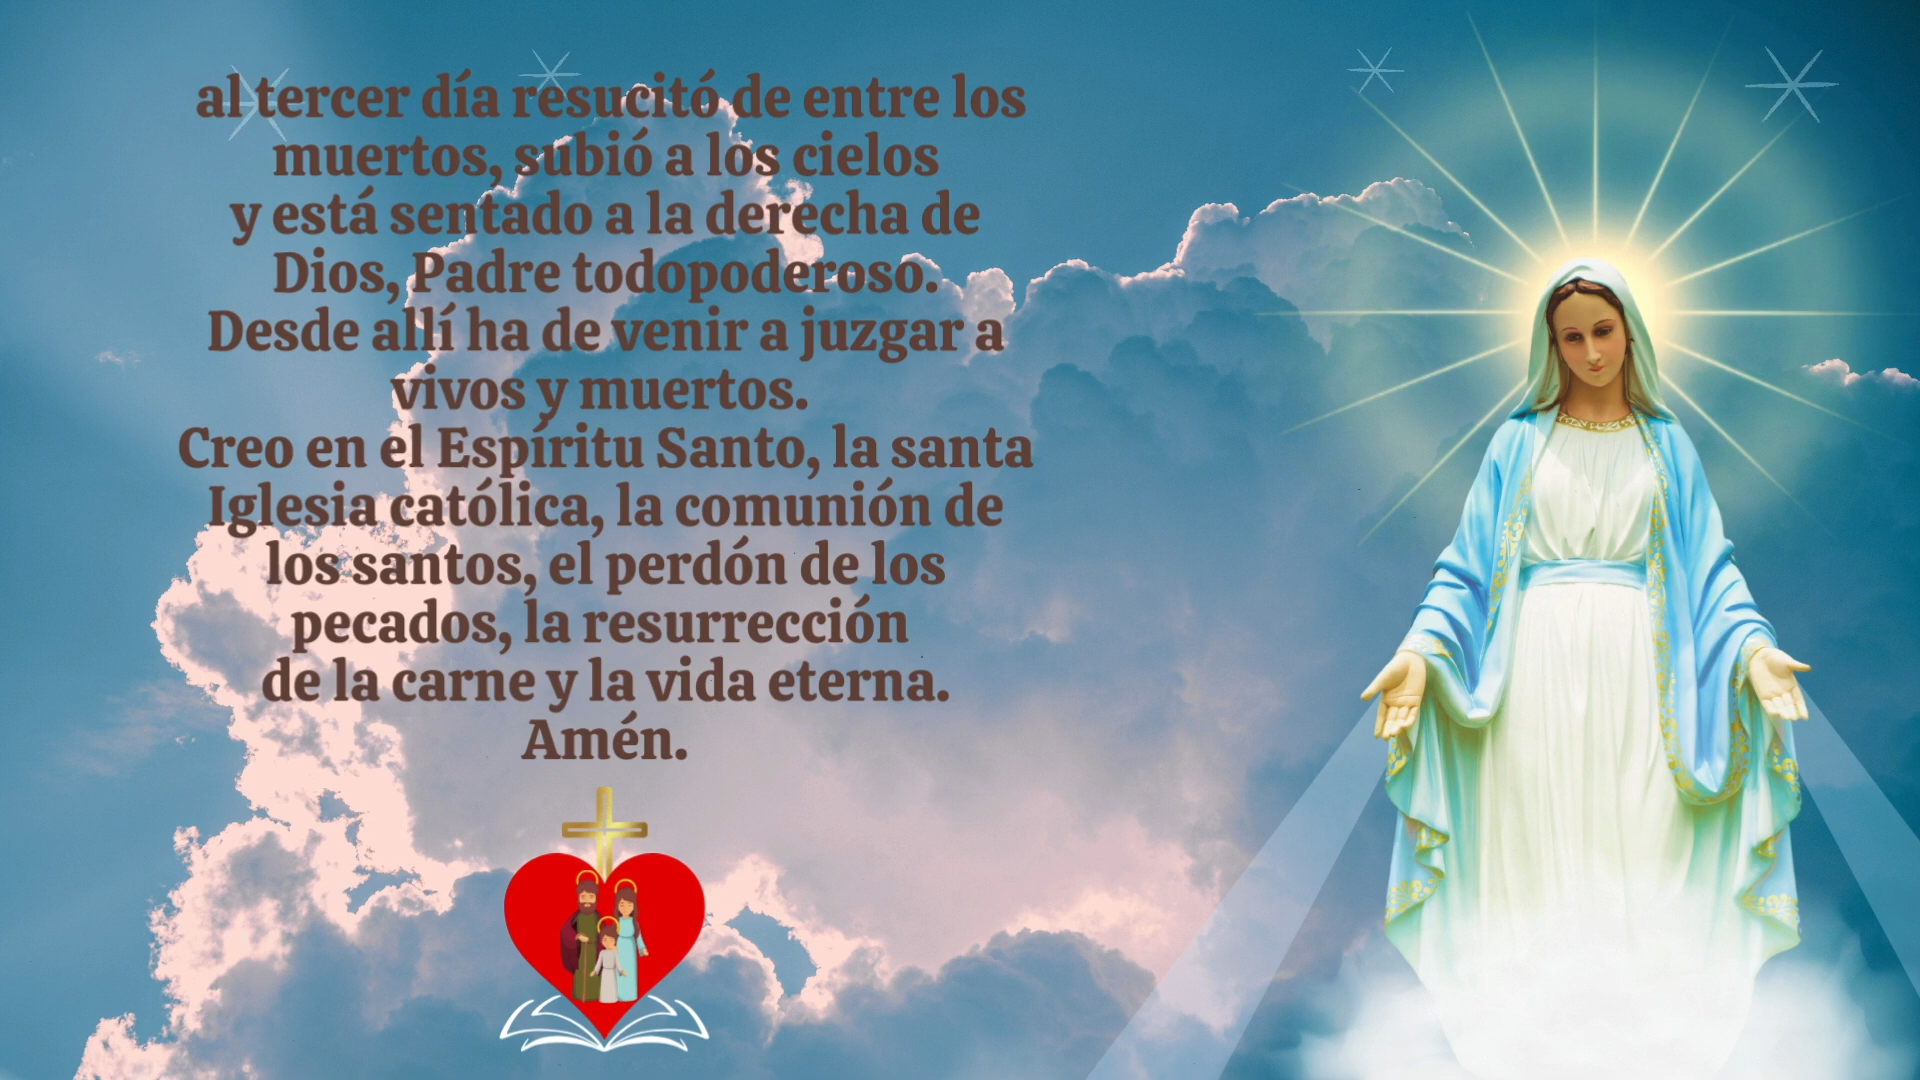 al tercer día resucitó de entre los
muertos, subió a los cielos
y está sentado a la derecha de
Dios, Padre todopoderoso.
Desde allí ha de venir a juzgar a
vivos y muertos.
Creo en el Espíritu Santo, la santa
Iglesia católica, la comunión de
los santos, el perdón de los
pecados, la resurrección
de la carne y la vida eterna.
Amén.